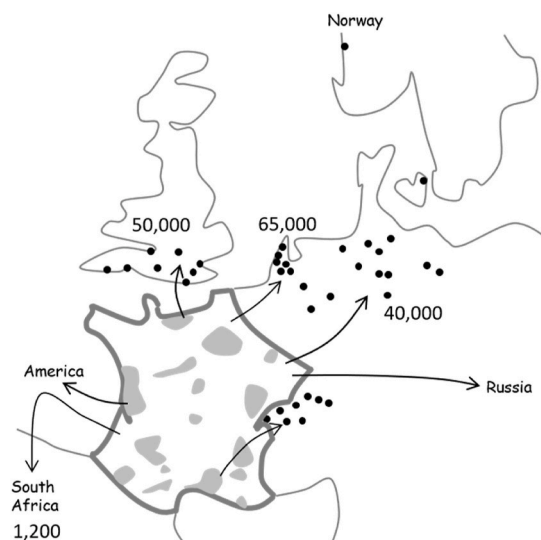 Norway
50,000
65,000
40,000
America
Russia
South
Africa
1,200